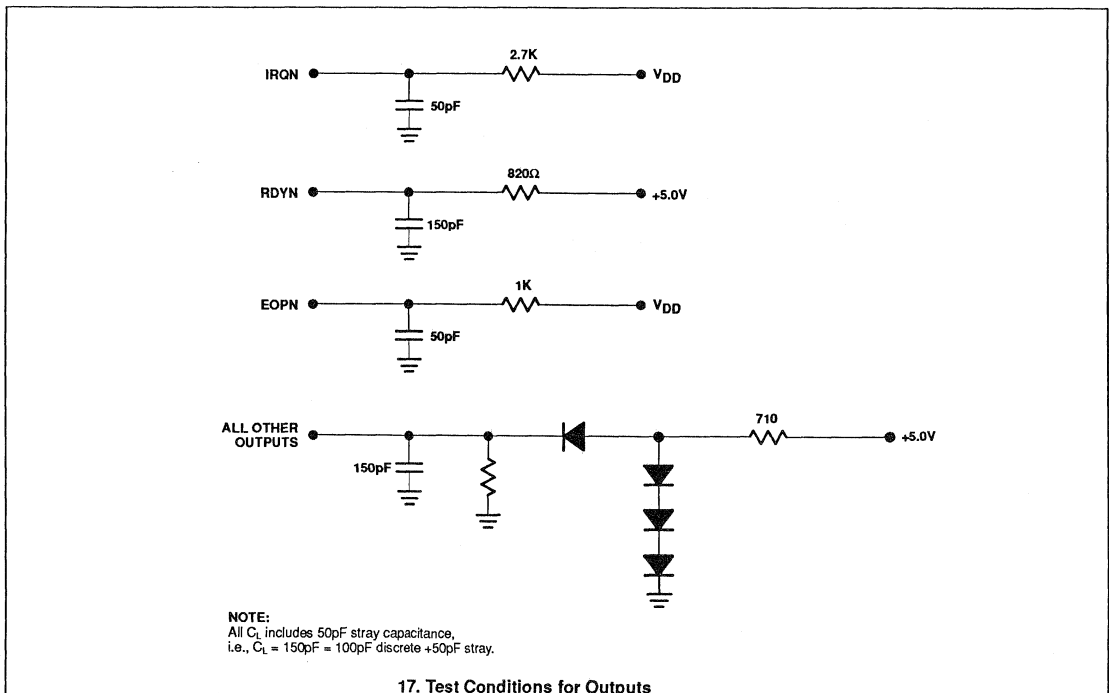 2.7K
IRQN
V_DD
50pF
820Ω
RDYN
+5.0V
150pF
1K
EOPN
V_DD
50pF
710
ALL OTHER
OUTPUTS
+5.0V
150pF
NOTE:
All C_L includes 50pF stray capacitance,
i.e., C_L = 150pF = 100pF discrete +50pF stray.
17. Test Conditions for Outputs